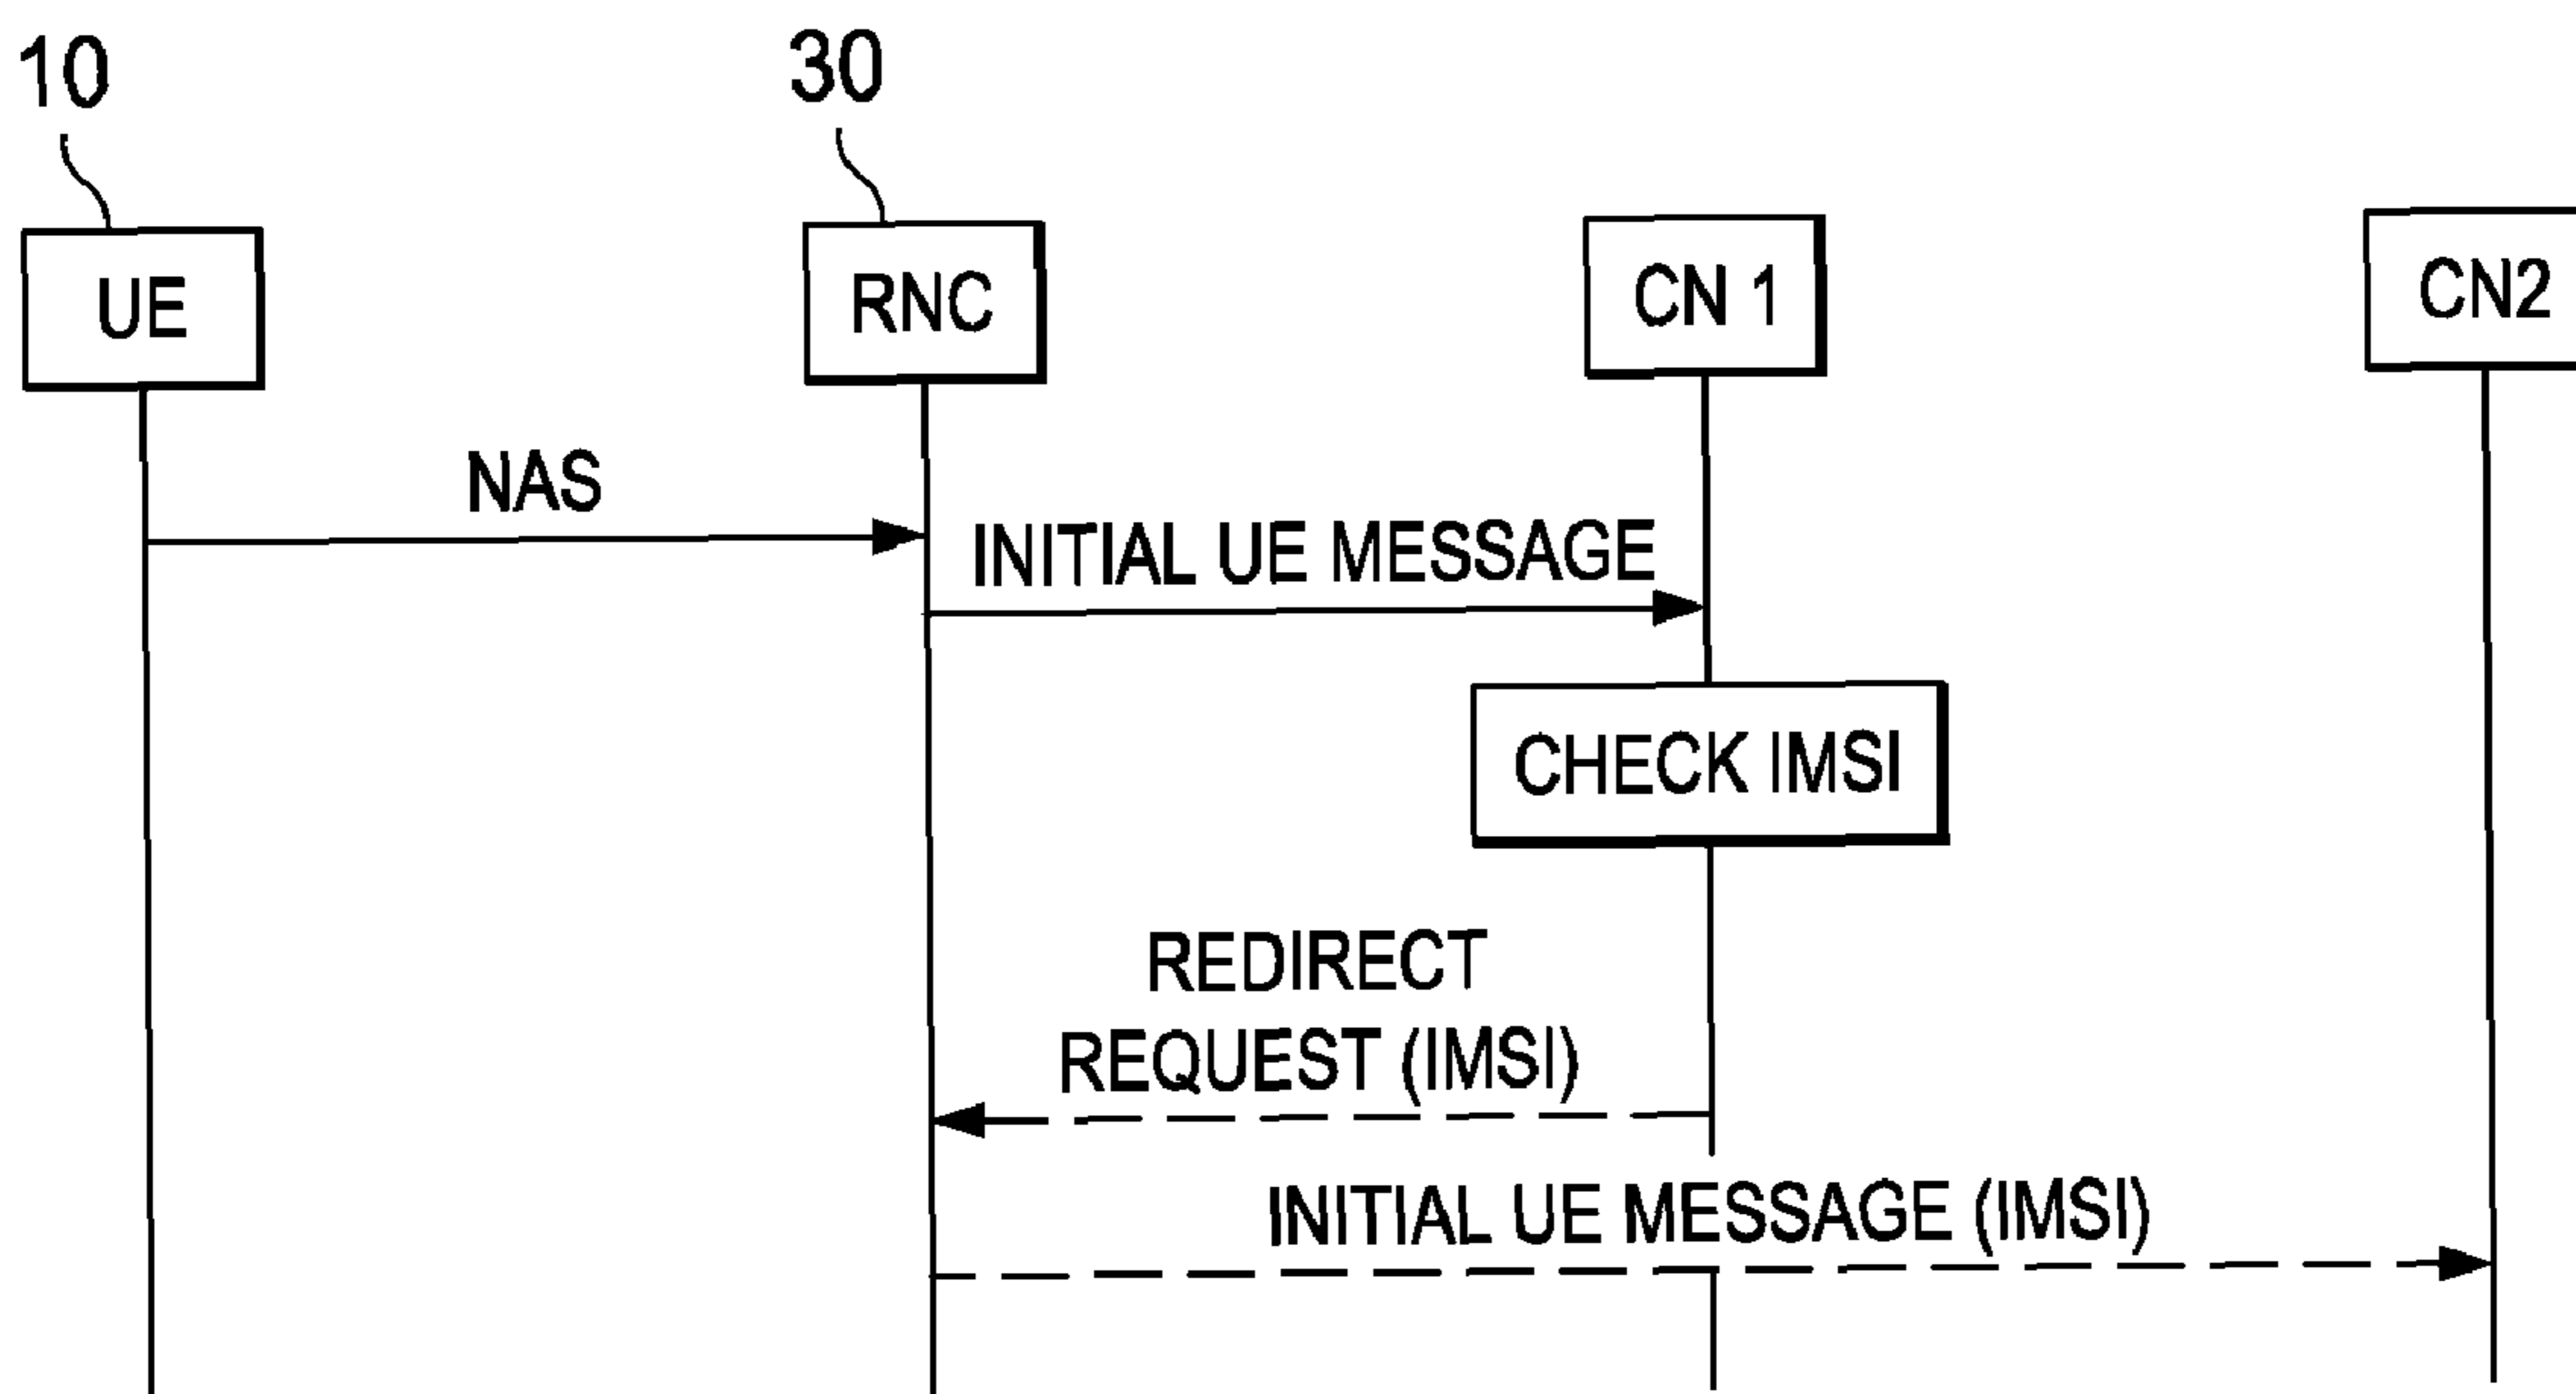 10
30
UE
RNC
CN 1
CN2
NAS
INITIAL UE MESSAGE
CHECK IMSI
REDIRECT
REQUEST (IMSI)
INITIAL UE MESSAGE (IMSI)